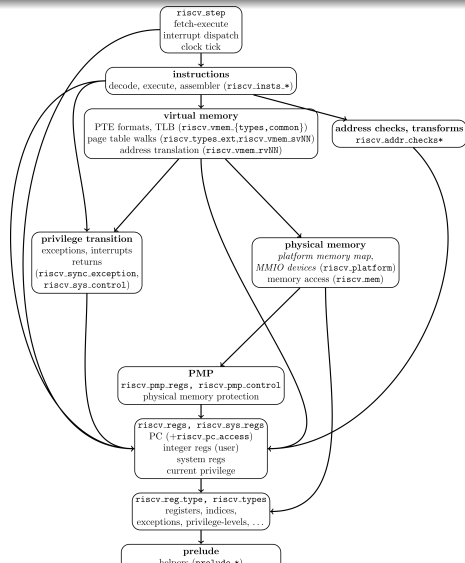 riscv_step
fetch-execute
interrupt dispatch
clock tick
instructions
decode, execute, assembler (riscv_insts_*)
virtual memory
PTE formats, TLB (riscv_vmem_{types,common})
page table walks (riscv_types_ext,riscv_vmem_svNN)
address translation (riscv_vmem_rvNN)
address checks, transforms
riscv_addr_checks*
privilege transition
exceptions, interrupts
returns
(riscv_sync_exception,
riscv_sys_control)
physical memory
platform memory map,
MMIO devices (riscv_platform)
memory access (riscv_mem)
PMP
riscv_pmp_regs, riscv_pmp_control
physical memory protection
riscv_regs, riscv_sys_regs
PC (+riscv_pc_access)
integer regs (user)
system regs
current privilege
riscv_reg_type, riscv_types
registers, indices,
exceptions, privilege-levels, ...
prelude
helpers (prelude_*)